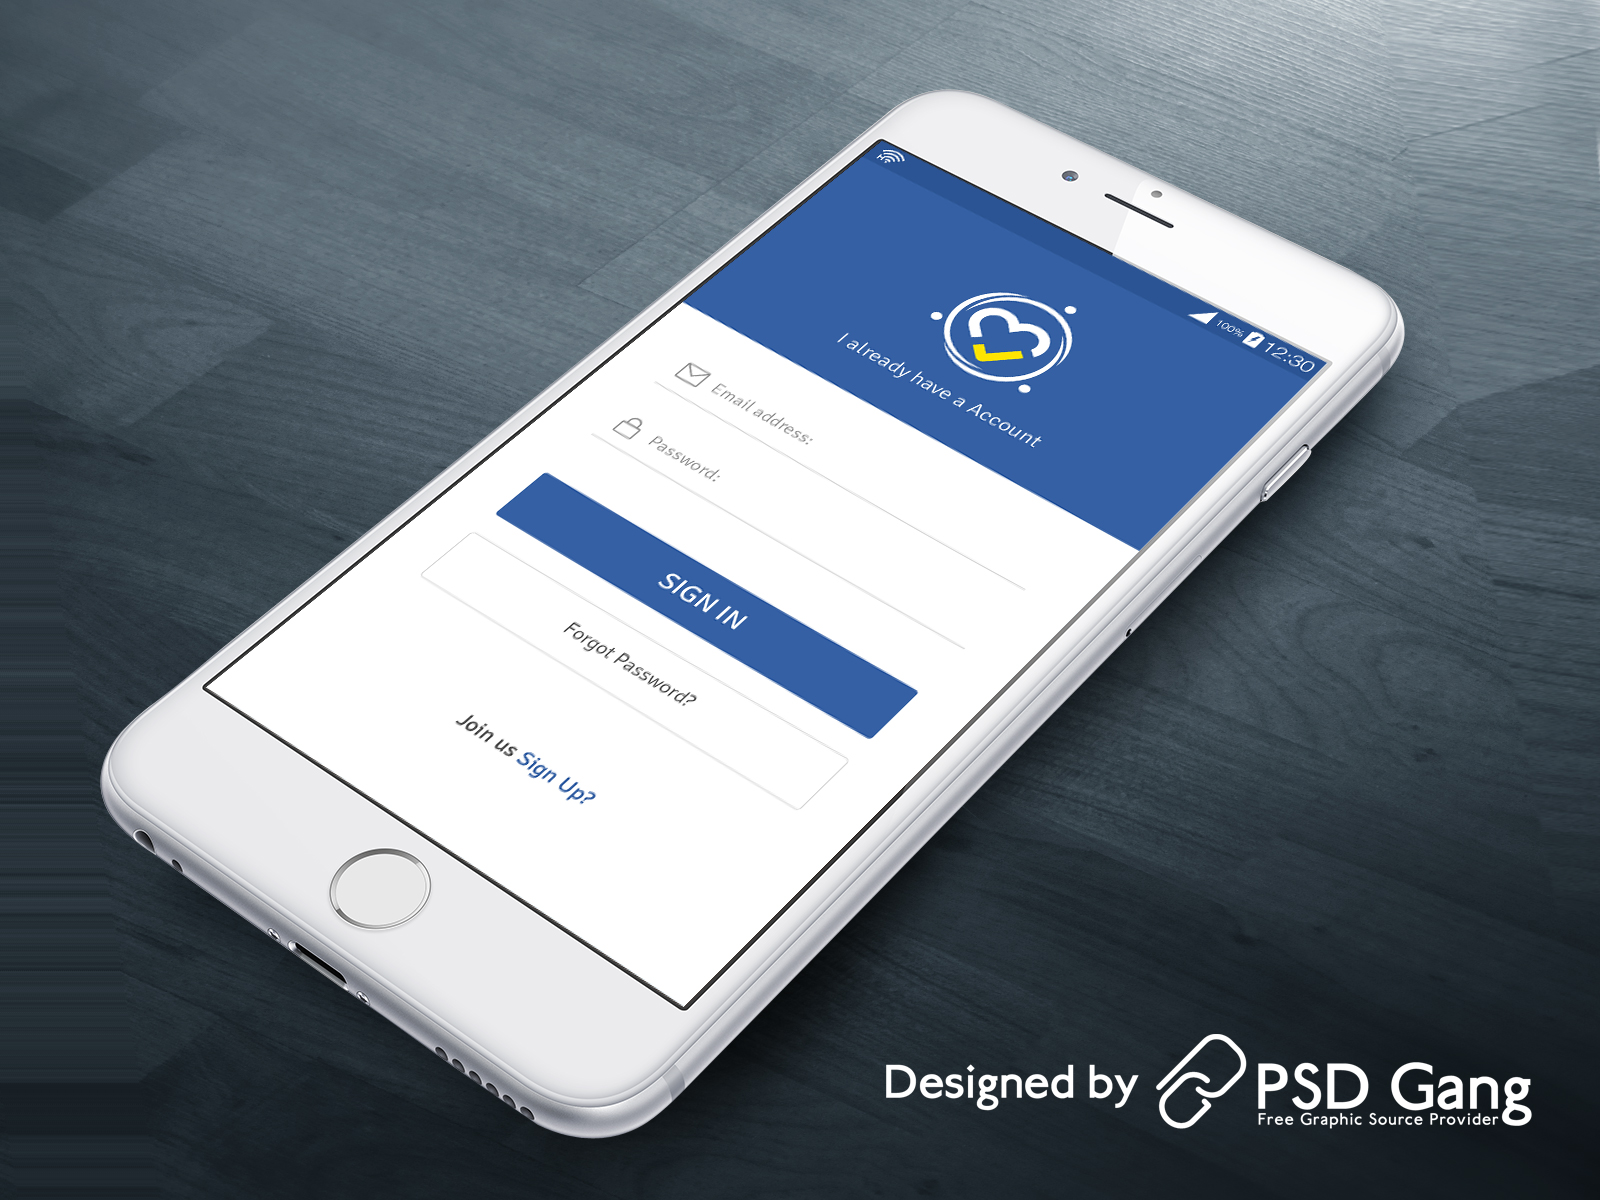 100% 12:30
I already have a Account
Email address:
Password:
SIGN IN
Forgot Password?
Join us Sign Up?
Designed by PSD Gang
Free Graphic Source Provider